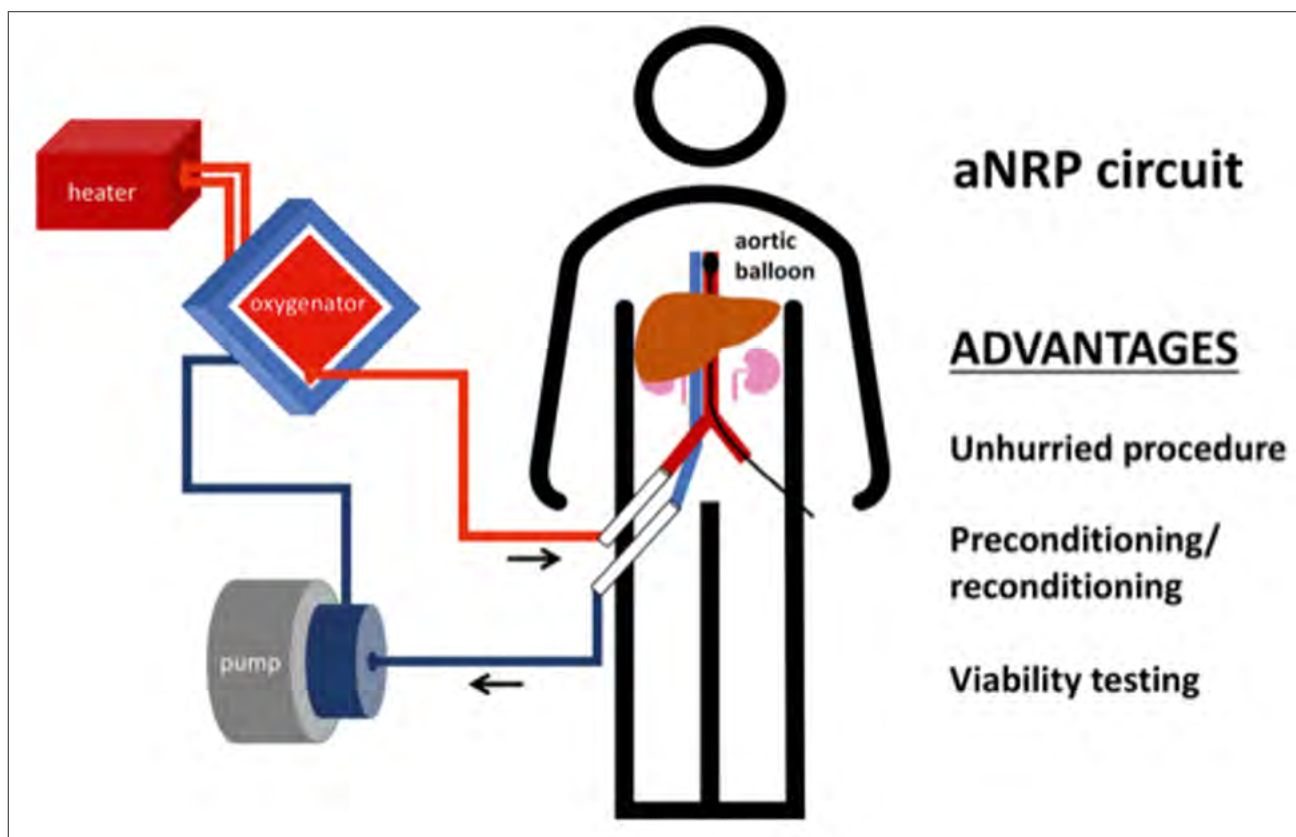 heater
oxygenator
pump
aortic
balloon
aNRP circuit
ADVANTAGES
Unhurried procedure
Preconditioning/
reconditioning
Viability testing